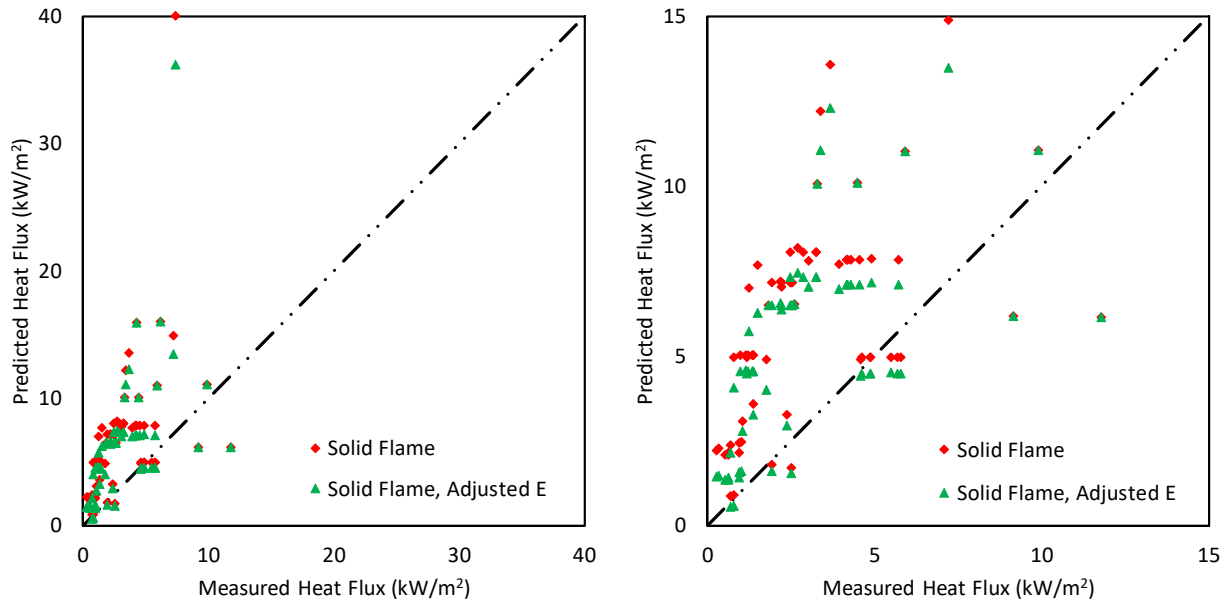 Predicted Heat Flux (kW/m²)
40
30
20
10
0
0 10 20 30 40
Measured Heat Flux (kW/m²)
Solid Flame
Solid Flame, Adjusted E
Predicted Heat Flux (kW/m²)
15
10
5
0
0 5 10 15
Measured Heat Flux (kW/m²)
Solid Flame
Solid Flame, Adjusted E